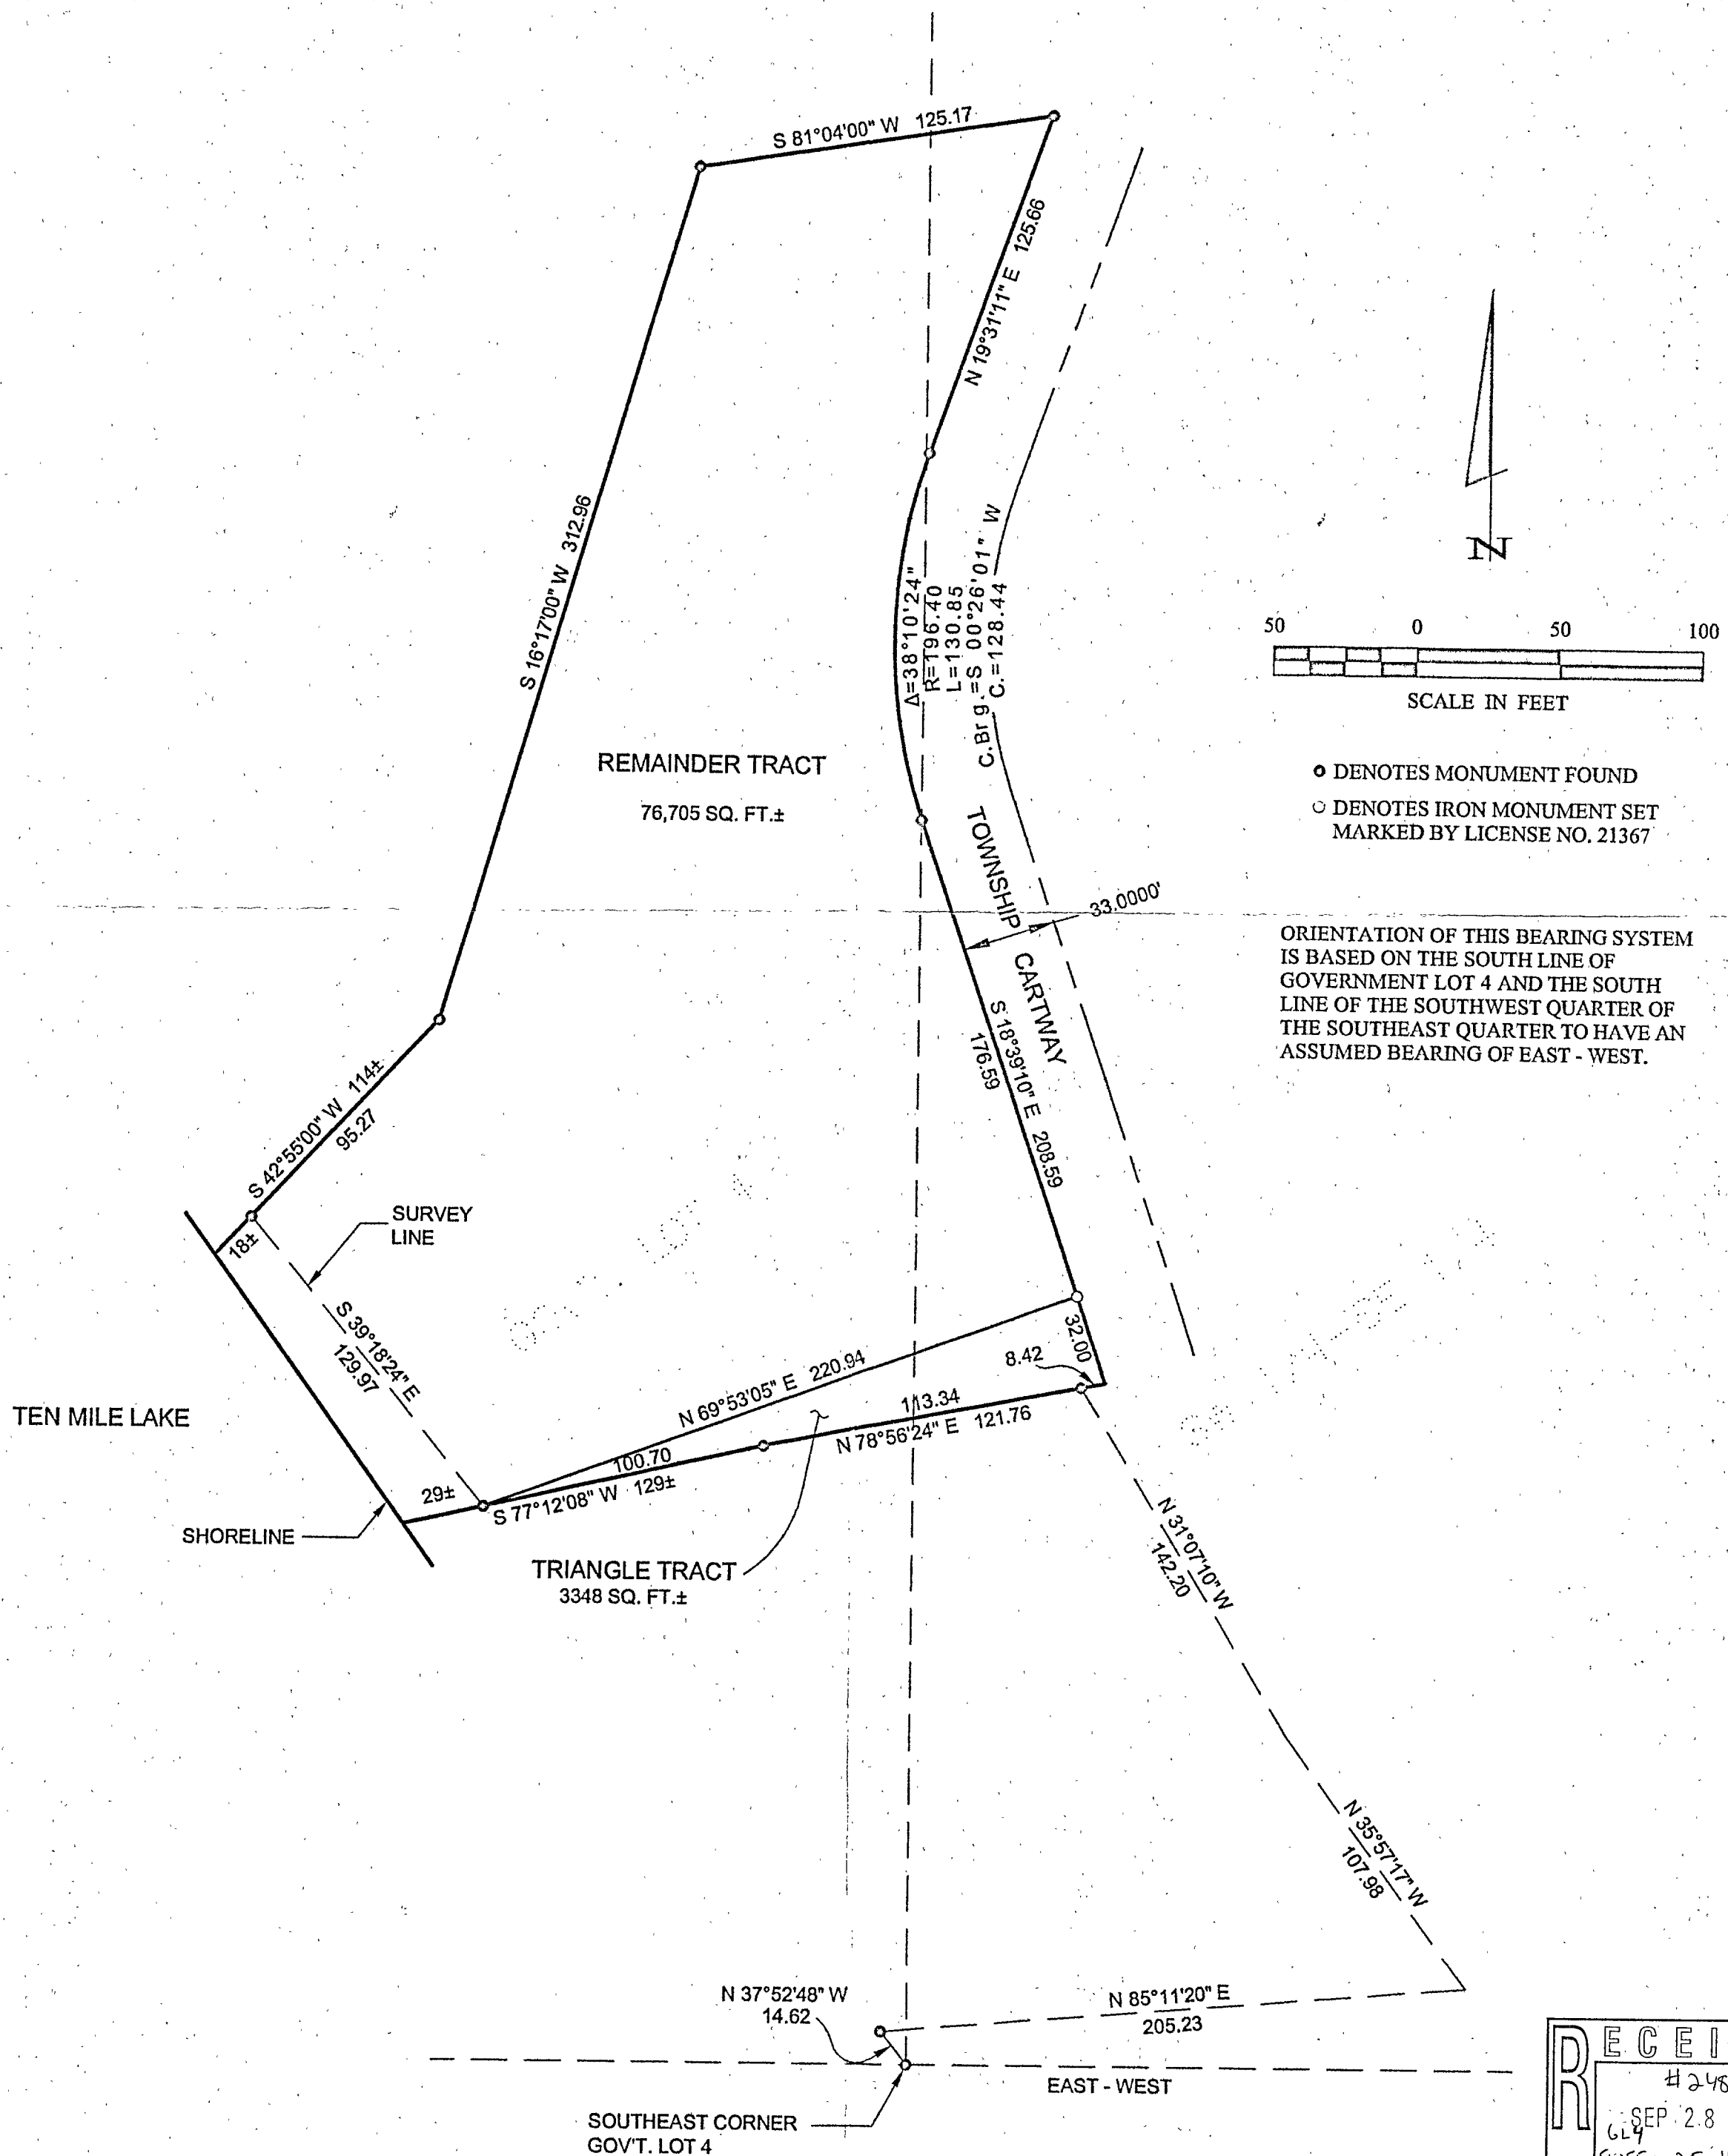 S 81°04'00" W 125.17
N 19°31'11" E 125.66
S 16°17'00" W 312.96
Δ=38°10'24"
R=196.40
L=130.85
C.Brg.=S 00°26'01" W
C.=128.44
N
50 0 50 100
SCALE IN FEET
DENOTES MONUMENT FOUND
DENOTES IRON MONUMENT SET
MARKED BY LICENSE NO. 21367
REMAINDER TRACT
76,705 SQ. FT.±
TOWNSHIP CARTWAY
33.0000'
ORIENTATION OF THIS BEARING SYSTEM
IS BASED ON THE SOUTH LINE OF
GOVERNMENT LOT 4 AND THE SOUTH
LINE OF THE SOUTHWEST QUARTER OF
THE SOUTHEAST QUARTER TO HAVE AN
ASSUMED BEARING OF EAST - WEST.
S 18°39'10" E 208.59
176.59
S 42°55'00" W 114±
95.27
18±
SURVEY
LINE
S 39°18'24" E
129.97
TEN MILE LAKE
N 69°53'05" E 220.94
32.00
8.42
113.34
N 78°56'24" E 121.76
100.70
S 77°12'08" W 129±
29±
SHORELINE
TRIANGLE TRACT
3348 SQ. FT.±
N 31°07'10" W
142.20
N 35°57'17" W
107.98
N 37°52'48" W
14.62
N 85°11'20" E
205.23
EAST - WEST
SOUTHEAST CORNER
GOV'T. LOT 4
RECEI
#248
SEP 28
GL4